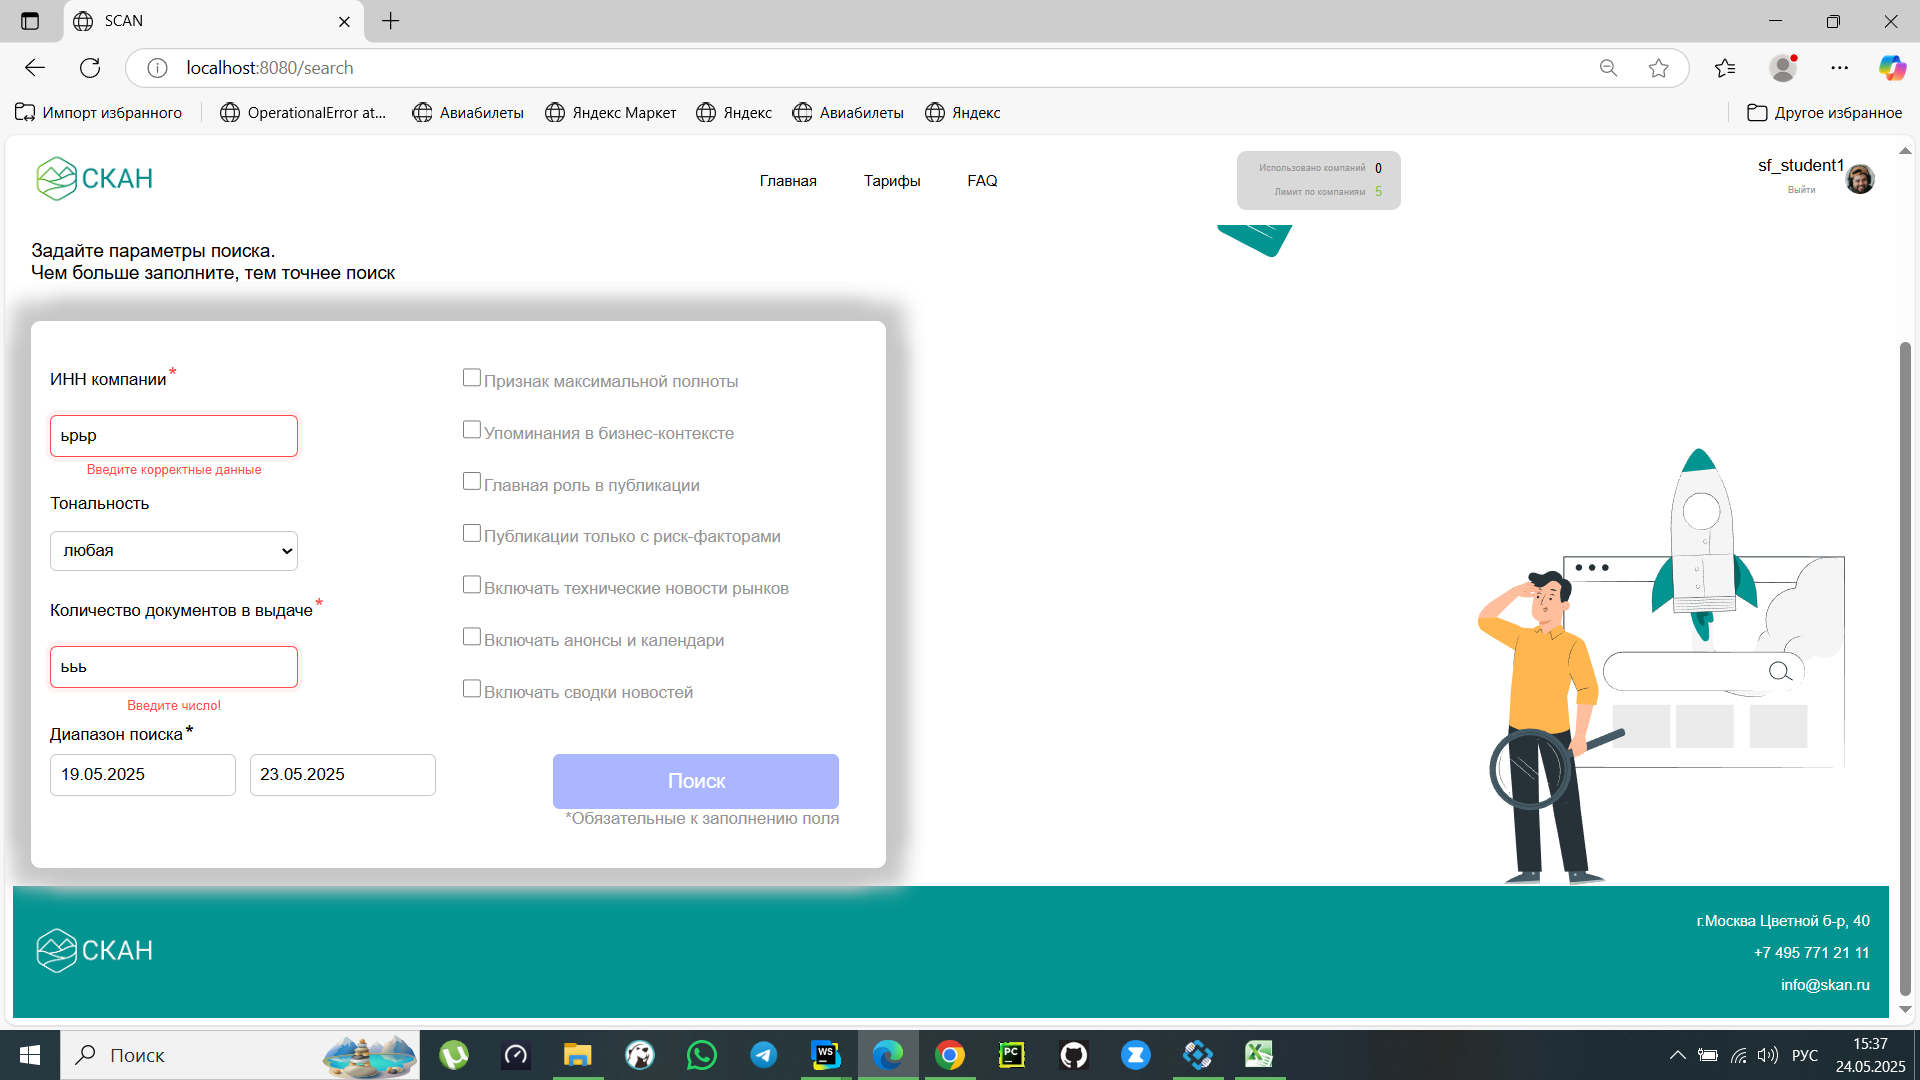 SCAN
localhost:8080/search
Импорт избранного
OperationalError at...
Авиабилеты
Яндекс Маркет
Яндекс
Авиабилеты
Яндекс
Другое избранное
СКАН
Главная
Тарифы
FAQ
Использовано компаний 0
Лимит по компаниям 5
sf_student1
Выйти
Задайте параметры поиска.
Чем больше заполните, тем точнее поиск
ИНН компании*
ьрьр
Введите корректные данные
Тональность
любая
Количество документов в выдаче*
ььь
Введите число!
Диапазон поиска*
19.05.2025
23.05.2025
Признак максимальной полноты
Упоминания в бизнес-контексте
Главная роль в публикации
Публикации только с риск-факторами
Включать технические новости рынков
Включать анонсы и календари
Включать сводки новостей
Поиск
*Обязательные к заполнению поля
СКАН
г.Москва Цветной б-р, 40
+7 495 771 21 11
info@skan.ru
Поиск
WS
PC
РУС
15:37
24.05.2025